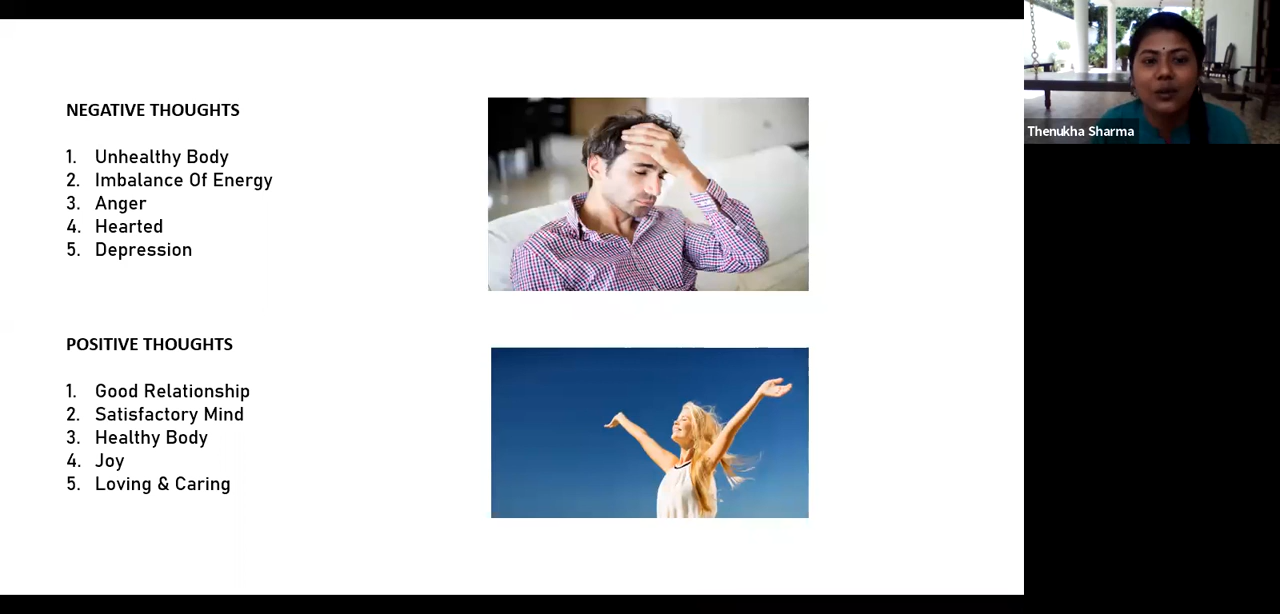 NEGATIVE THOUGHTS
1. Unhealthy Body
2. Imbalance Of Energy
3. Anger
4. Hearted
5. Depression
POSITIVE THOUGHTS
1. Good Relationship
2. Satisfactory Mind
3. Healthy Body
4. Joy
5. Loving & Caring
Thenukha Sharma